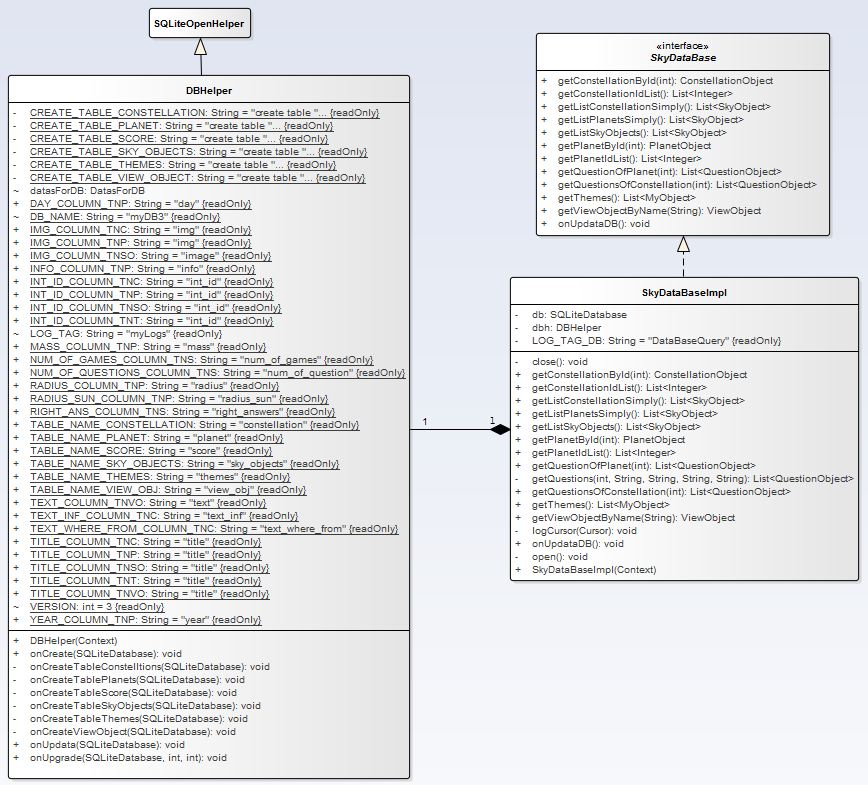 SQLiteOpenHelper
DBHelper
- CREATE_TABLE_CONSTELLATION: String = "create table "... {readOnly}
- CREATE_TABLE_PLANET: String = "create table "... {readOnly}
- CREATE_TABLE_SCORE: String = "create table "... {readOnly}
- CREATE_TABLE_SKY_OBJECTS: String = "create table "... {readOnly}
- CREATE_TABLE_THEMES: String = "create table "... {readOnly}
- CREATE_TABLE_VIEW_OBJECT: String = "create table "... {readOnly}
~ datasForDB: DatasForDB
+ DAY_COLUMN_TNP: String = "day" {readOnly}
~ DB_NAME: String = "myDB3" {readOnly}
+ IMG_COLUMN_TNC: String = "img" {readOnly}
+ IMG_COLUMN_TNP: String = "img" {readOnly}
+ IMG_COLUMN_TNSO: String = "image" {readOnly}
+ INFO_COLUMN_TNP: String = "info" {readOnly}
+ INT_ID_COLUMN_TNC: String = "int_id" {readOnly}
+ INT_ID_COLUMN_TNP: String = "int_id" {readOnly}
+ INT_ID_COLUMN_TNSO: String = "int_id" {readOnly}
+ INT_ID_COLUMN_TNT: String = "int_id" {readOnly}
~ LOG_TAG: String = "myLogs" {readOnly}
+ MASS_COLUMN_TNP: String = "mass" {readOnly}
+ NUM_OF_GAMES_COLUMN_TNS: String = "num_of_games" {readOnly}
+ NUM_OF_QUESTIONS_COLUMN_TNS: String = "num_of_question" {readOnly}
+ RADIUS_COLUMN_TNP: String = "radius" {readOnly}
+ RADIUS_SUN_COLUMN_TNP: String = "radius_sun" {readOnly}
+ RIGHT_ANS_COLUMN_TNS: String = "right_answers" {readOnly}
+ TABLE_NAME_CONSTELLATION: String = "constellation" {readOnly}
+ TABLE_NAME_PLANET: String = "planet" {readOnly}
+ TABLE_NAME_SCORE: String = "score" {readOnly}
+ TABLE_NAME_SKY_OBJECTS: String = "sky_objects" {readOnly}
+ TABLE_NAME_THEMES: String = "themes" {readOnly}
+ TABLE_NAME_VIEW_OBJ: String = "view_obj" {readOnly}
+ TEXT_COLUMN_TNVO: String = "text" {readOnly}
+ TEXT_INF_COLUMN_TNC: String = "text_inf" {readOnly}
+ TEXT_WHERE_FROM_COLUMN_TNC: String = "text_where_from" {readOnly}
+ TITLE_COLUMN_TNC: String = "title" {readOnly}
+ TITLE_COLUMN_TNP: String = "title" {readOnly}
+ TITLE_COLUMN_TNSO: String = "title" {readOnly}
+ TITLE_COLUMN_TNT: String = "title" {readOnly}
+ TITLE_COLUMN_TNVO: String = "title" {readOnly}
~ VERSION: int = 3 {readOnly}
+ YEAR_COLUMN_TNP: String = "year" {readOnly}
+ DBHelper(Context)
+ onCreate(SQLiteDatabase): void
- onCreateTableConstelltions(SQLiteDatabase): void
- onCreateTablePlanets(SQLiteDatabase): void
- onCreateTableScore(SQLiteDatabase): void
- onCreateTableSkyObjects(SQLiteDatabase): void
- onCreateTableThemes(SQLiteDatabase): void
- onCreateViewObject(SQLiteDatabase): void
+ onUpdata(SQLiteDatabase): void
+ onUpgrade(SQLiteDatabase, int, int): void
1
1
«interface»
SkyDataBase
+ getConstellationById(int): ConstellationObject
+ getConstellationIdList(): List<Integer>
+ getListConstellationSimply(): List<SkyObject>
+ getListPlanetsSimply(): List<SkyObject>
+ getListSkyObjects(): List<SkyObject>
+ getPlanetById(int): PlanetObject
+ getPlanetIdList(): List<Integer>
+ getQuestionOfPlanet(int): List<QuestionObject>
+ getQuestionsOfConstellation(int): List<QuestionObject>
+ getThemes(): List<MyObject>
+ getViewObjectByName(String): ViewObject
+ onUpdataDB(): void
SkyDataBaseImpl
- db: SQLiteDatabase
- dbh: DBHelper
- LOG_TAG_DB: String = "DataBaseQuery" {readOnly}
- close(): void
+ getConstellationById(int): ConstellationObject
+ getConstellationIdList(): List<Integer>
+ getListConstellationSimply(): List<SkyObject>
+ getListPlanetsSimply(): List<SkyObject>
+ getListSkyObjects(): List<SkyObject>
+ getPlanetById(int): PlanetObject
+ getPlanetIdList(): List<Integer>
+ getQuestionOfPlanet(int): List<QuestionObject>
- getQuestions(int, String, String, String, String): List<QuestionObject>
+ getQuestionsOfConstellation(int): List<QuestionObject>
+ getThemes(): List<MyObject>
+ getViewObjectByName(String): ViewObject
- logCursor(Cursor): void
+ onUpdataDB(): void
- open(): void
+ SkyDataBaseImpl(Context)